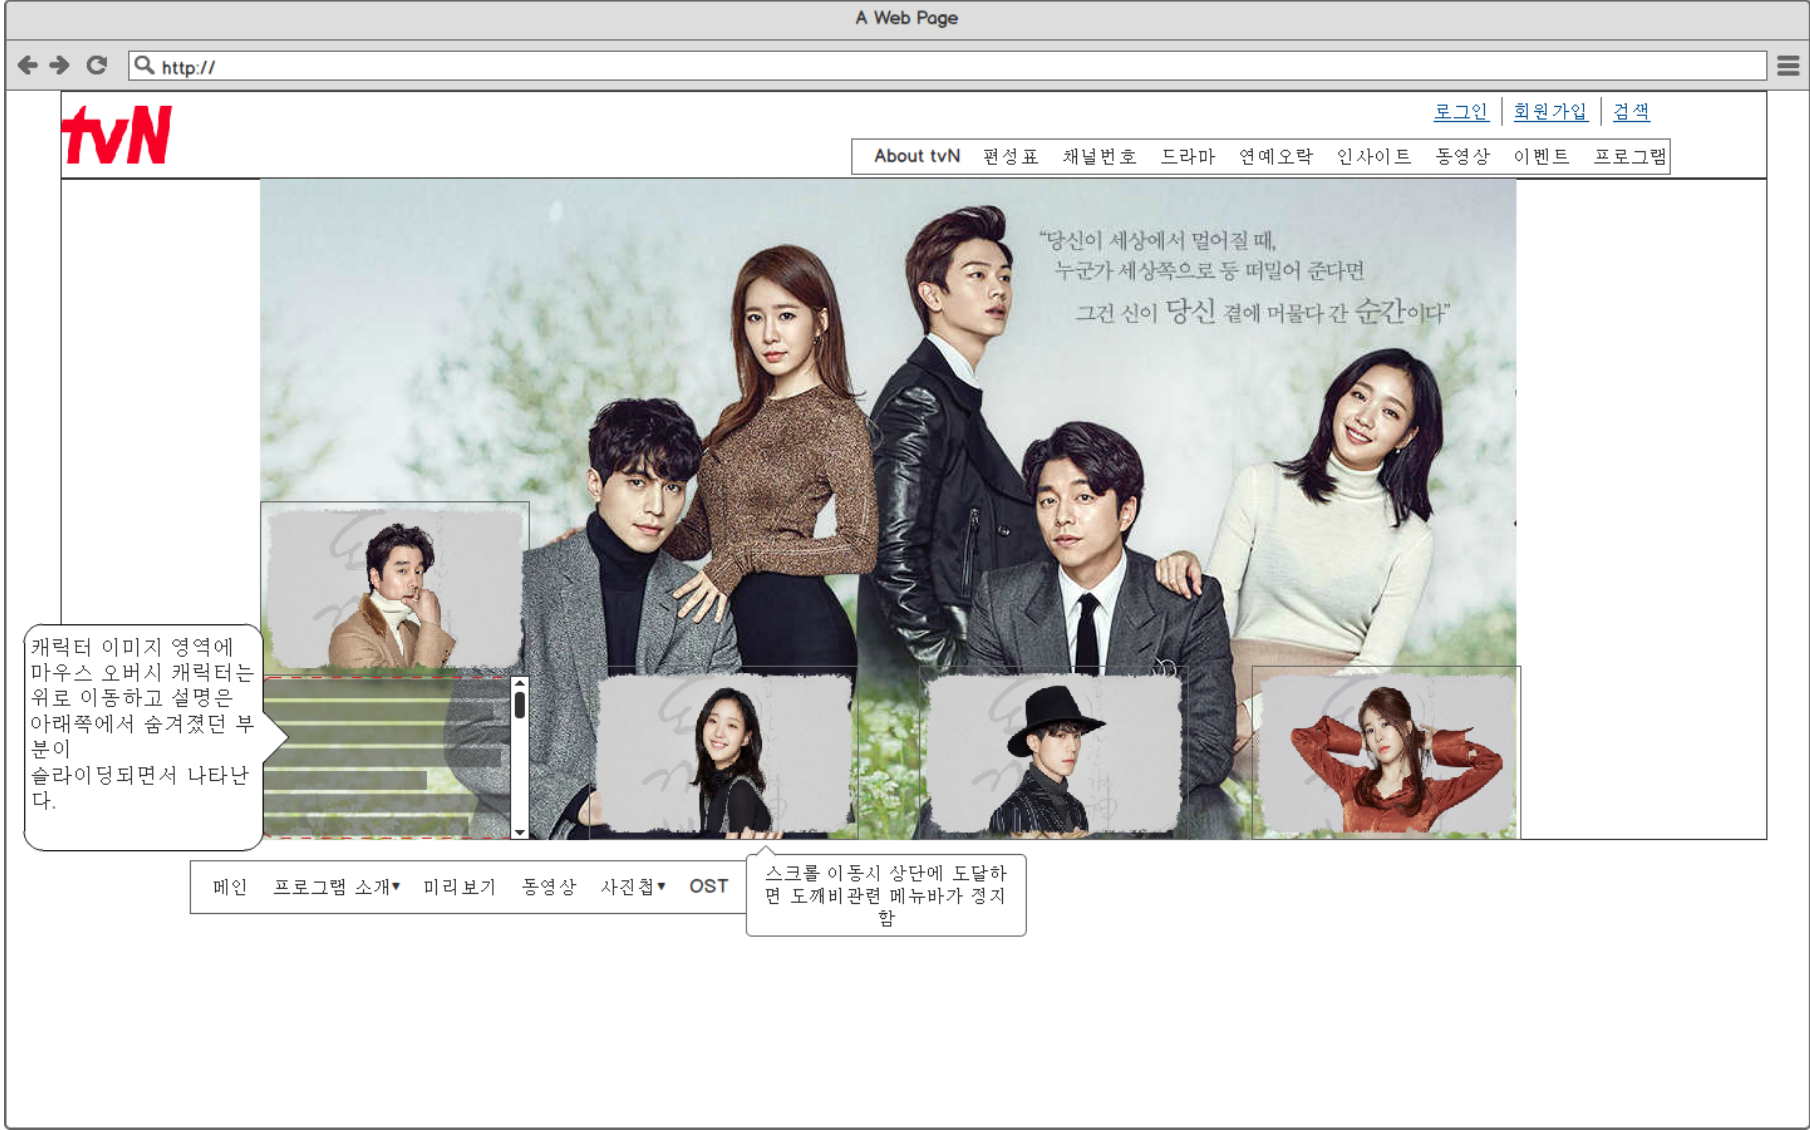 A Web Page
http://
tvN
로그인 회원가입 검색
About tvN 편성표 채널번호 드라마 연예오락 인사이트 동영상 이벤트 프로그램
“당신이 세상에서 멀어질 때,
누군가 세상쪽으로 등 떠밀어 준다면
그건 신이 당신 곁에 머물다 간 순간이다”
캐릭터 이미지 영역에
마우스 오버시 캐릭터는
위로 이동하고 설명은
아래쪽에서 숨겨졌던 부
분이
슬라이딩되면서 나타난
다.
메인 프로그램 소개▾ 미리보기 동영상 사진첩▾ OST
스크롤 이동시 상단에 도달하
면 도깨비관련 메뉴바가 정지
함